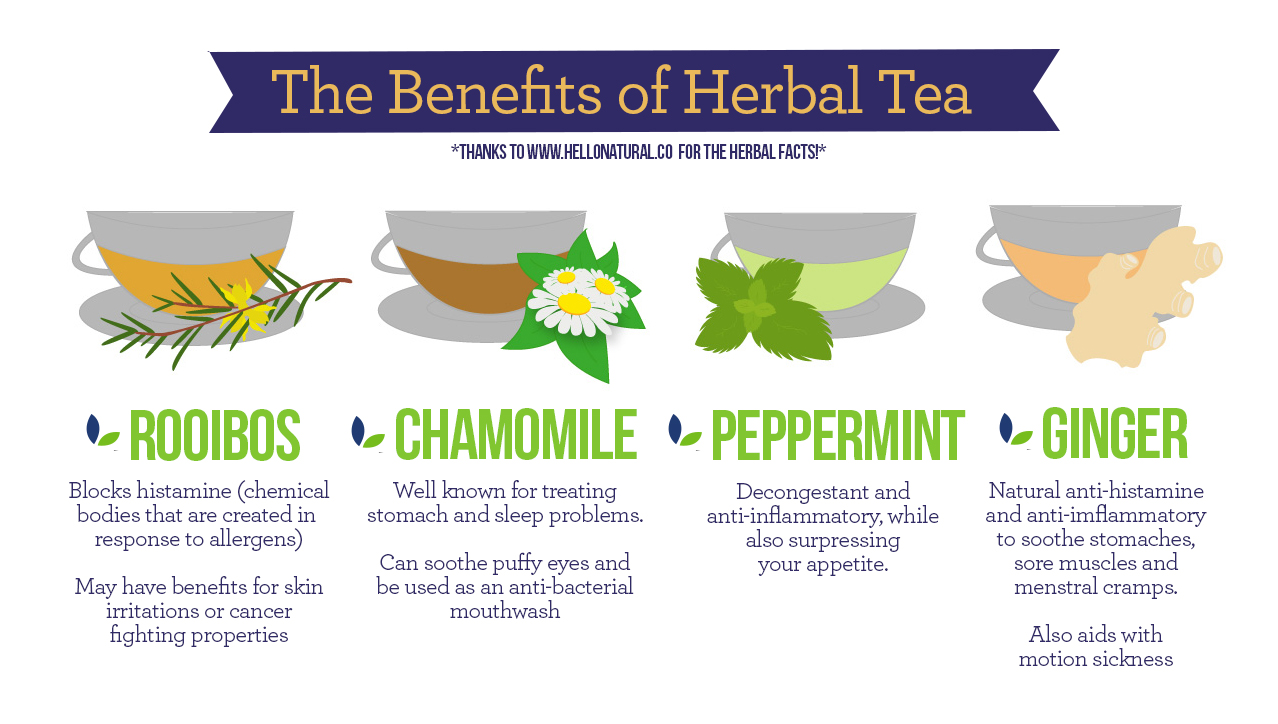 The Benefits of Herbal Tea
*THANKS TO WWW.HELLONATURAL.CO FOR THE HERBAL FACTS!*
ROOIBOS
Blocks histamine (chemical
bodies that are created in
response to allergens)
May have benefits for skin
irritations or cancer
fighting properties
CHAMOMILE
Well known for treating
stomach and sleep problems.
Can soothe puffy eyes and
be used as an anti-bacterial
mouthwash
PEPPERMINT
Decongestant and
anti-inflammatory, while
also surpressing
your appetite.
GINGER
Natural anti-histamine
and anti-imflammatory
to soothe stomaches,
sore muscles and
menstral cramps.
Also aids with
motion sickness